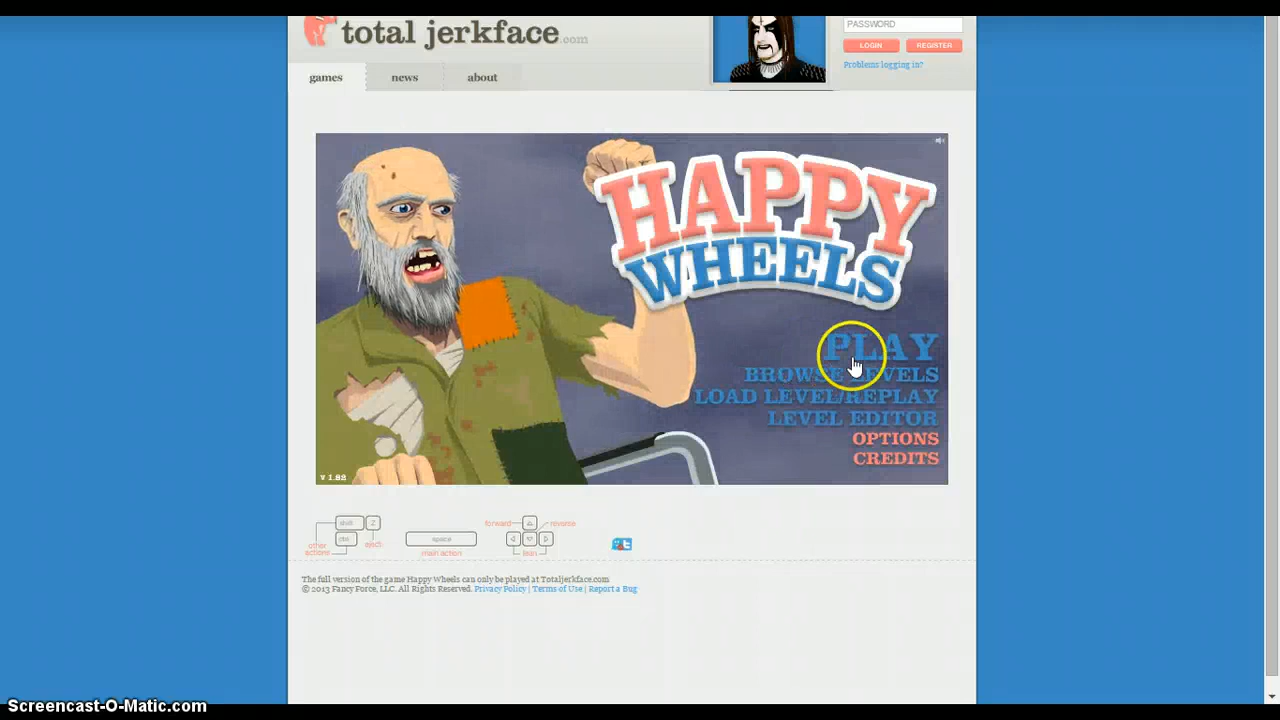 total jerkface.com
PASSWORD
LOGIN REGISTER
Problems logging in?
games news about
HAPPY
WHEELS
PLAY
BROWSE LEVELS
LOAD LEVEL/REPLAY
LEVEL EDITOR
OPTIONS
CREDITS
v 1.82
shift Z
ctrl
other
actions
eject
space
main action
forward reverse
lean
The full version of the game Happy Wheels can only be played at Totaljerkface.com
© 2013 Fancy Force, LLC. All Rights Reserved. Privacy Policy | Terms of Use | Report a Bug
Screencast-O-Matic.com